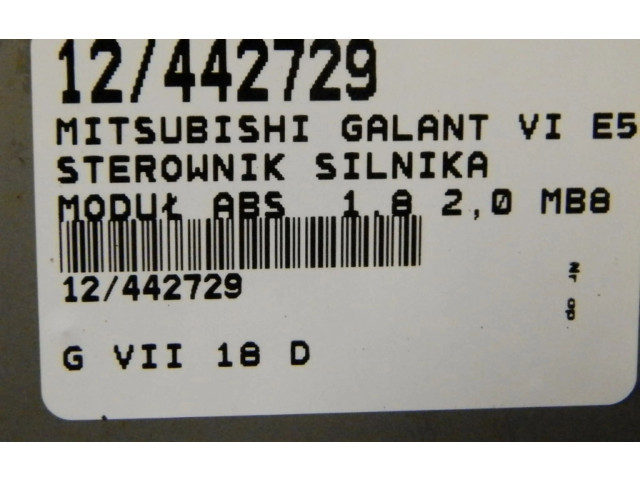 12/442729
MITSUBISHI GALANT VI E5
STEROWNIK SILNIKA
MODUŁ ABS 1.8 2,0 MB8
12/442729
G VII 18 D